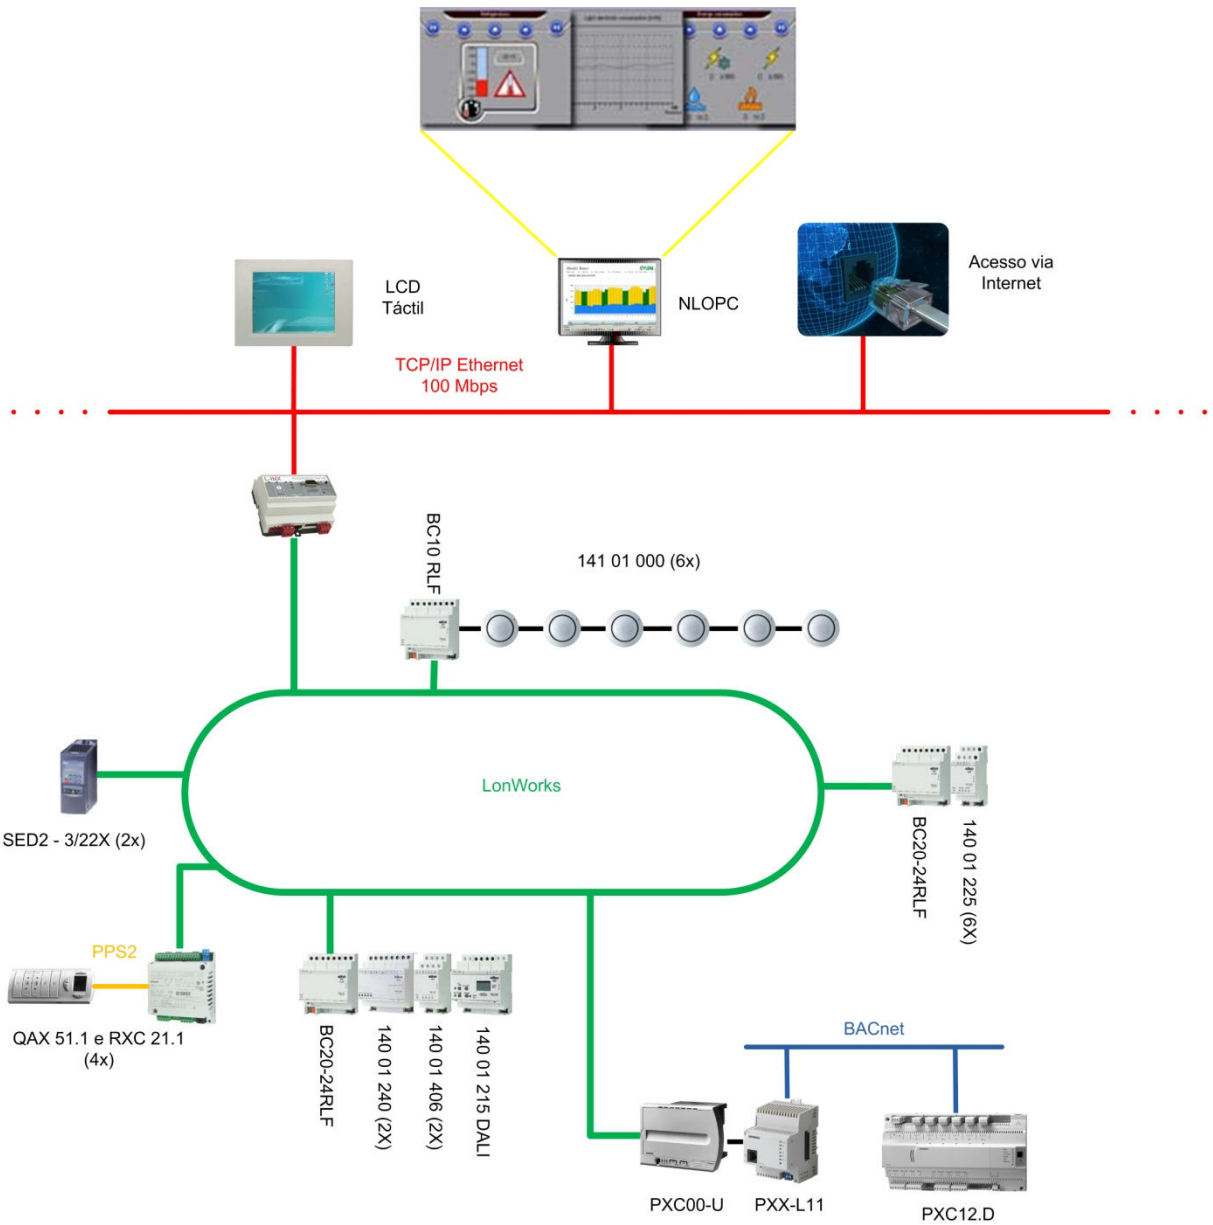 LCD
Táctil
NLOPC
Acesso via
Internet
TCP/IP Ethernet
100 Mbps
BC10 RLF
141 01 000 (6x)
LonWorks
SED2 - 3/22X (2x)
BC20-24RLF
140 01 225 (6X)
PPS2
QAX 51.1 e RXC 21.1
(4x)
BC20-24RLF
140 01 240 (2X)
140 01 406 (2X)
140 01 215 DALI
BACnet
PXC00-U
PXX-L11
PXC12.D